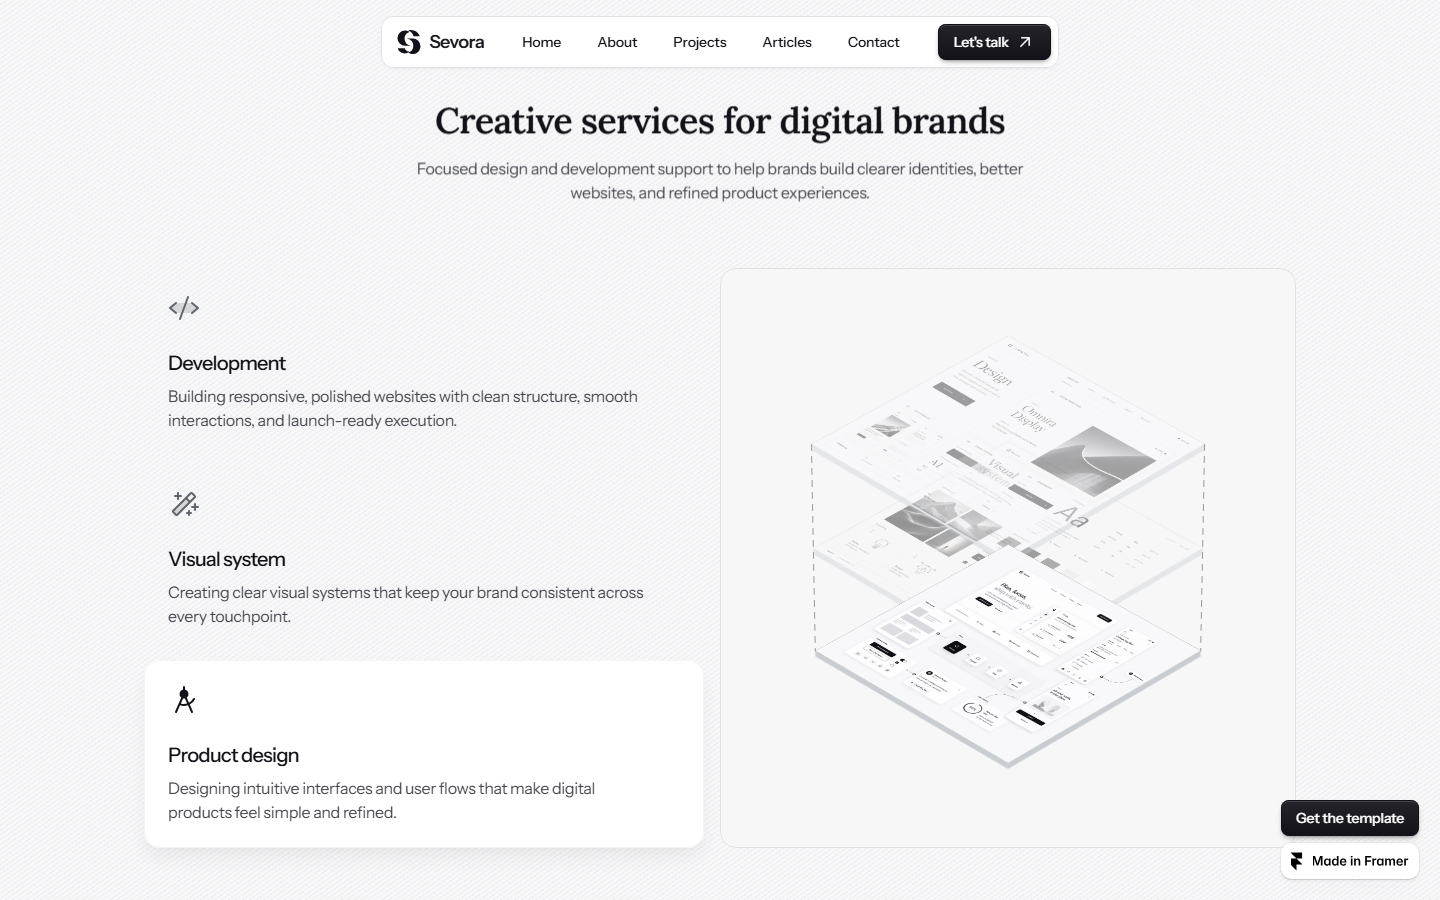 Sevora
Home
About
Projects
Articles
Contact
Let's talk
Creative services for digital brands
Focused design and development support to help brands build clearer identities, better
websites, and refined product experiences.
Development
Building responsive, polished websites with clean structure, smooth
interactions, and launch-ready execution.
Visual system
Creating clear visual systems that keep your brand consistent across
every touchpoint.
Product design
Designing intuitive interfaces and user flows that make digital
products feel simple and refined.
Design
Omnira
Display
Visual
Aa
Get the template
Made in Framer